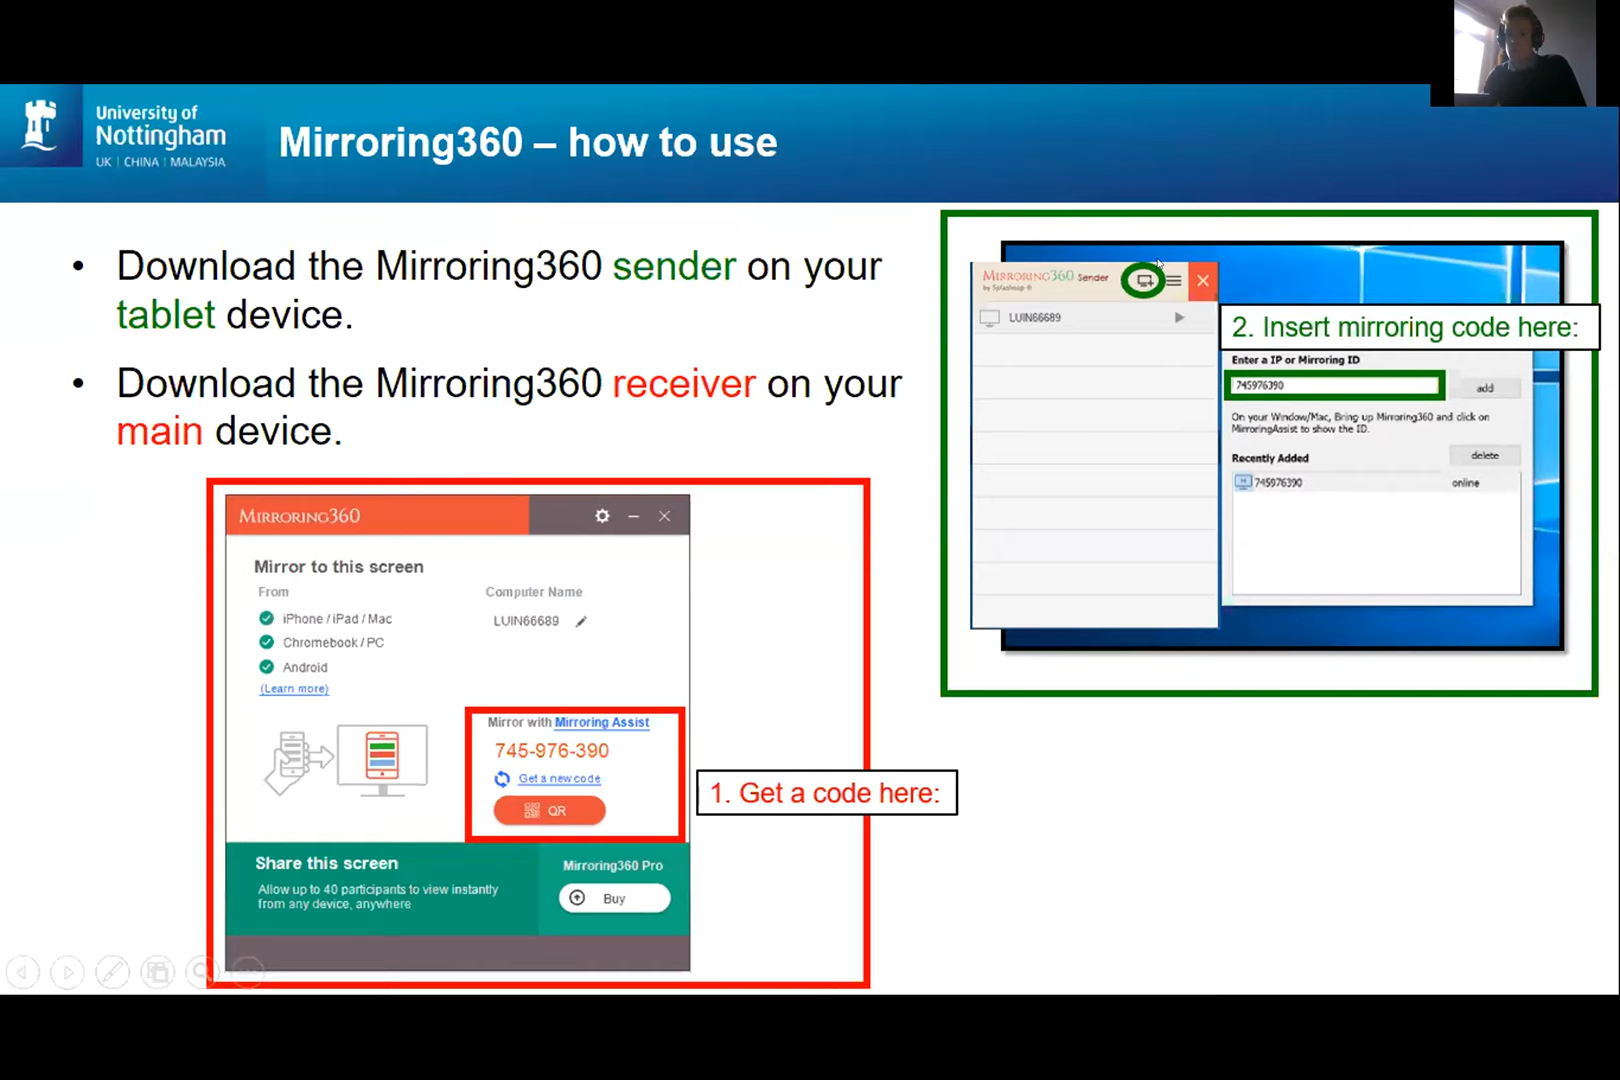 University of
Nottingham
UK | CHINA | MALAYSIA
Mirroring360 – how to use
• Download the Mirroring360 sender on your
tablet device.
• Download the Mirroring360 receiver on your
main device.
MIRRORING360
Mirror to this screen
From
Computer Name
iPhone / iPad / Mac
LUIN66689
Chromebook / PC
Android
(Learn more)
Mirror with Mirroring Assist
745-976-390
Get a new code
QR
Share this screen
Allow up to 40 participants to view instantly
from any device, anywhere
Mirroring360 Pro
Buy
1. Get a code here:
MIRRORING360 Sender
by Splashtop ®
LUIN66689
2. Insert mirroring code here:
Enter a IP or Mirroring ID
745976390
add
On your Window/Mac, Bring up Mirroring360 and click on
MirroringAssist to show the ID.
Recently Added
delete
745976390
online